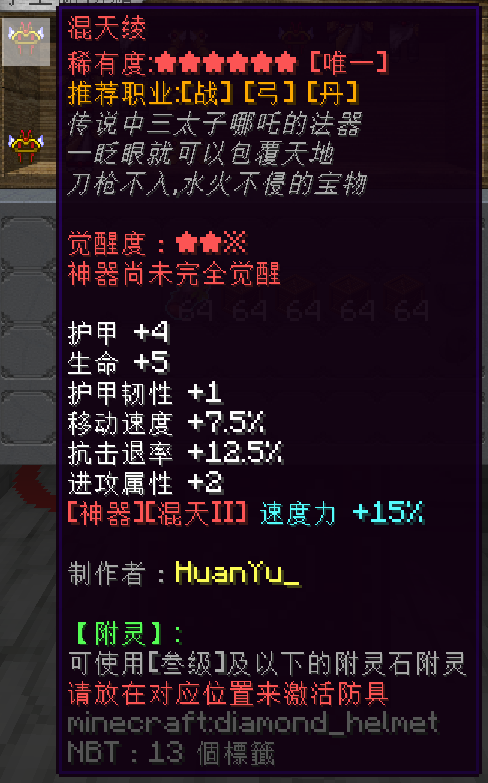 混天绫
稀有度:★★★★★★ [唯一]
推荐职业:[战] [弓] [丹]
传说中三太子哪吒的法器
一眨眼就可以包覆天地
刀枪不入,水火不侵的宝物
觉醒度 : ★★※
神器尚未完全觉醒
64 64 64 64 64
护甲 +4
生命 +5
护甲韧性 +1
移动速度 +7.5%
抗击退率 +12.5%
进攻属性 +2
[神器][混天II] 速度力 +15%
制作者 : HuanYu_
【附灵】:
可使用[叁级]及以下的附灵石附灵
请放在对应位置来激活防具
minecraft:diamond_helmet
NBT : 13 個標籤